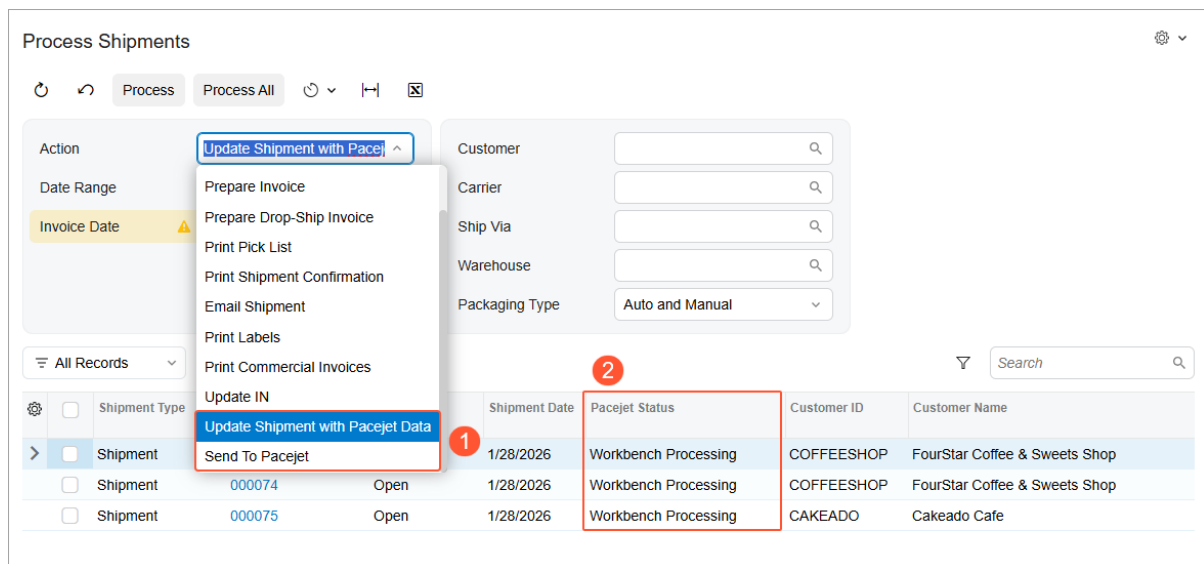 Process Shipments
Process Process All
Action Update Shipment with Pacej Customer
Date Range Prepare Invoice Carrier
Invoice Date Prepare Drop-Ship Invoice Ship Via
Print Pick List
Print Shipment Confirmation Warehouse
Email Shipment Packaging Type Auto and Manual
Print Labels
All Records Print Commercial Invoices 2 Search
Update IN
Shipment Type Shipment Date Pacejet Status Customer ID Customer Name
Update Shipment with Pacejet Data 1
Shipment Send To Pacejet 1/28/2026 Workbench Processing COFFEESHOP FourStar Coffee & Sweets Shop
Shipment 000074 Open 1/28/2026 Workbench Processing COFFEESHOP FourStar Coffee & Sweets Shop
Shipment 000075 Open 1/28/2026 Workbench Processing CAKEADO Cakeado Cafe